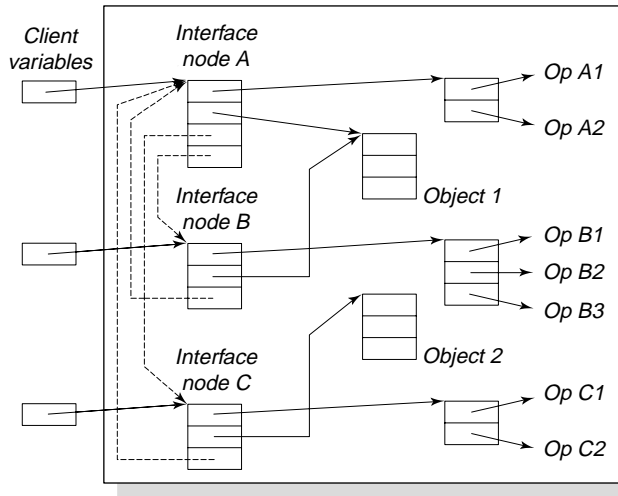 Client
variables
Interface
node A
Op A1
Op A2
Object 1
Interface
node B
Op B1
Op B2
Op B3
Object 2
Interface
node C
Op C1
Op C2